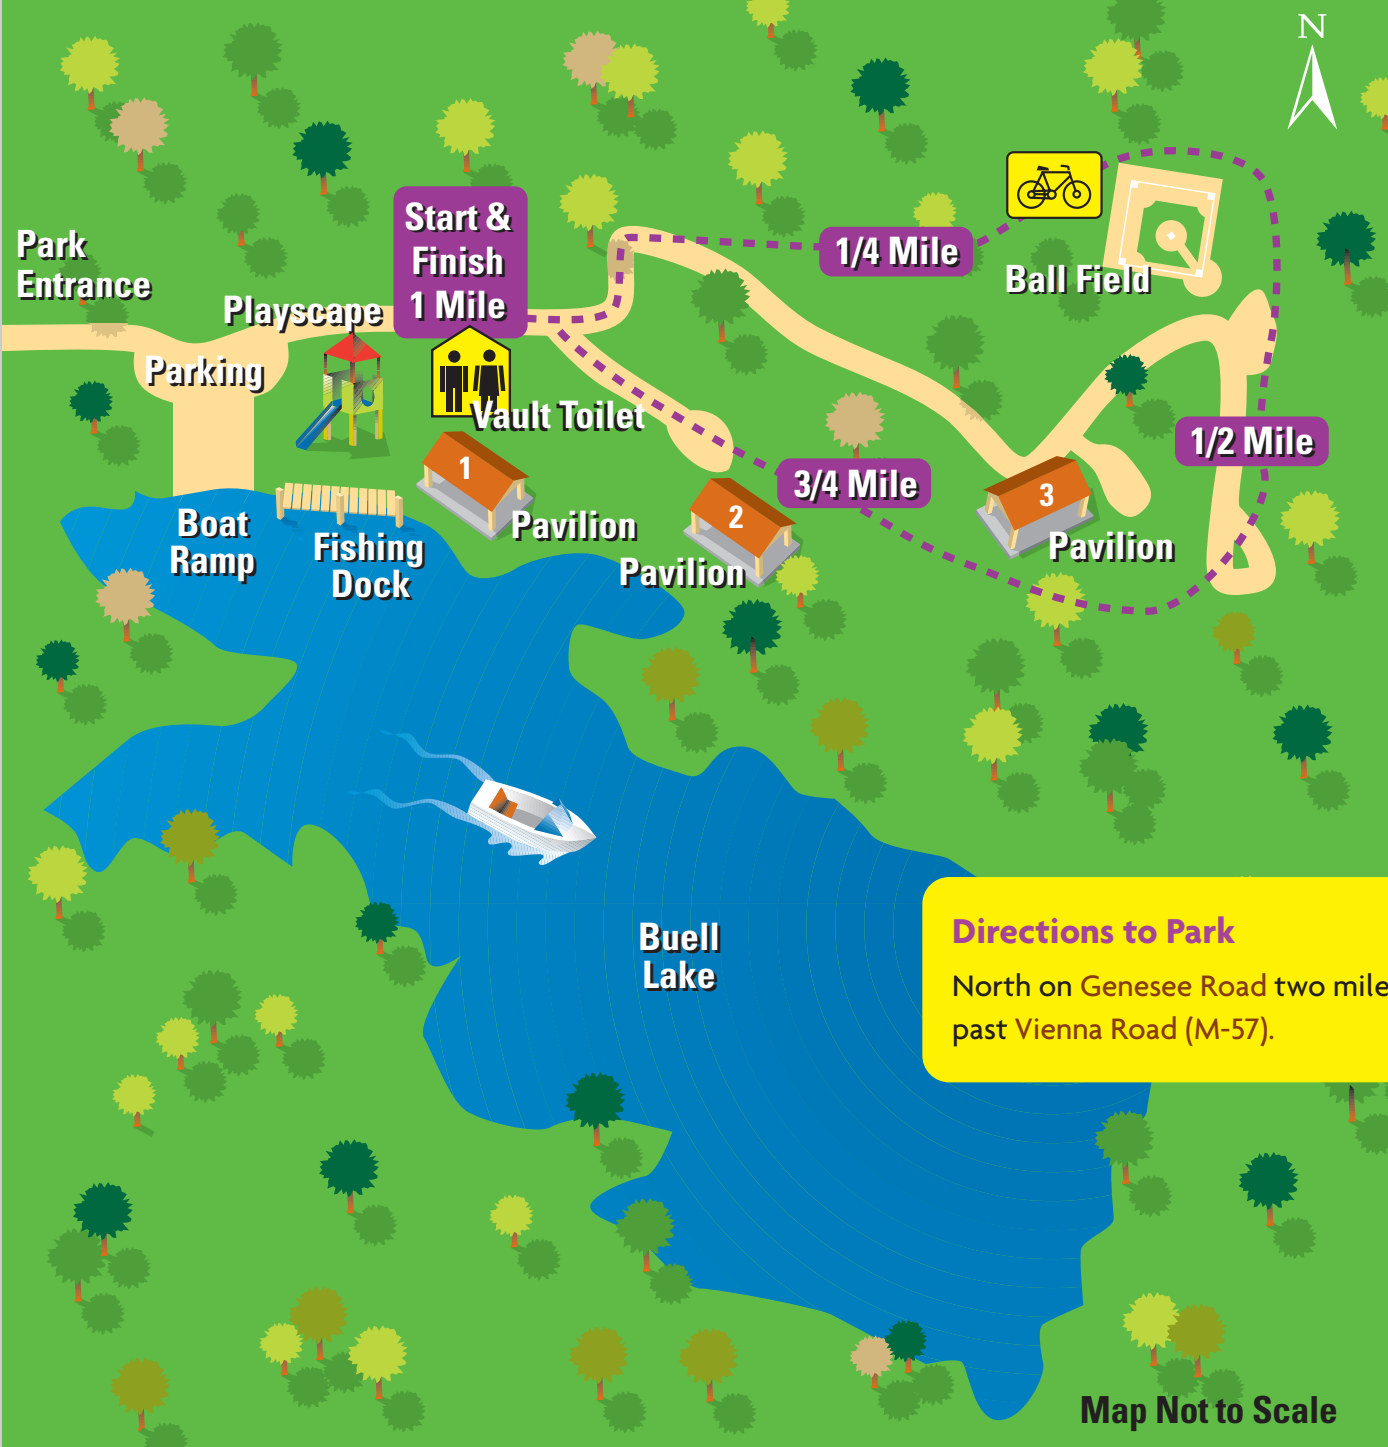 N
Start &
Finish
1 Mile
Park
Entrance
1/4 Mile
Ball Field
Playscape
Parking
Vault Toilet
1/2 Mile
1
3/4 Mile
3
2
Boat
Ramp
Pavilion
Fishing
Dock
Pavilion
Pavilion
Buell
Lake
Directions to Park
North on Genesee Road two mile
past Vienna Road (M-57).
Map Not to Scale